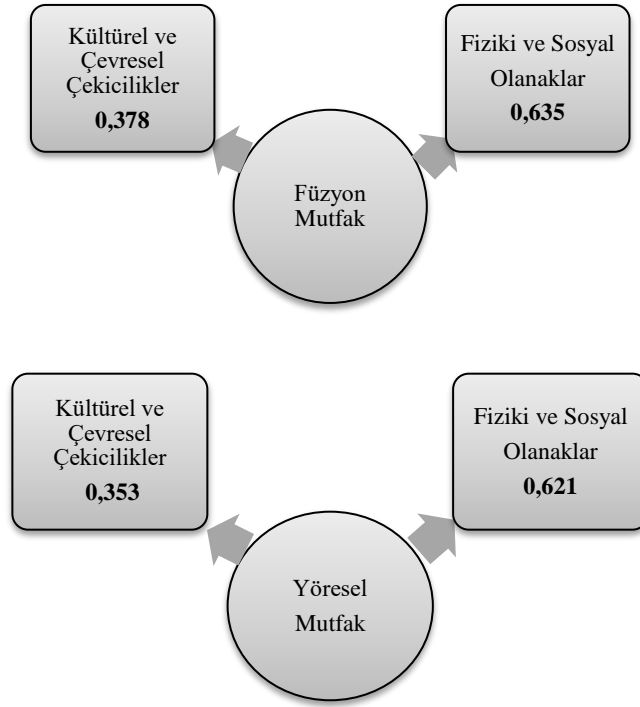 Kültürel ve
Çevresel
Çekicilikler
0,378
Fiziki ve Sosyal
Olanaklar
0,635
Füzyon
Mutfak
Kültürel ve
Çevresel
Çekicilikler
0,353
Fiziki ve Sosyal
Olanaklar
0,621
Yöresel
Mutfak